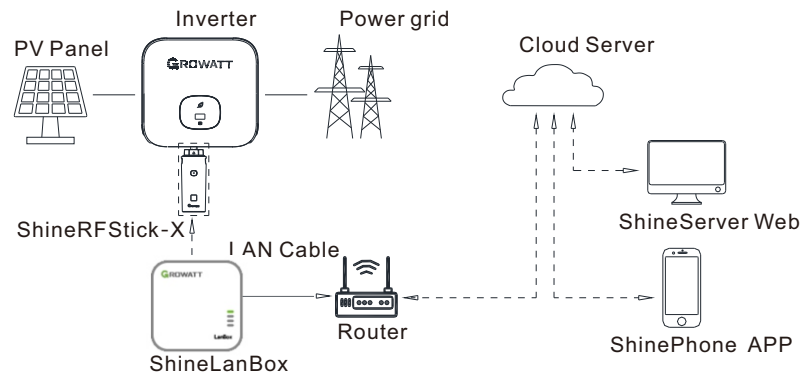 Inverter
Power grid
PV Panel
Cloud Server
GROWATT
ShineRFStick-X
LAN Cable
GROWATT
ShineServer Web
LanBox
Router
ShinePhone APP
ShineLanBox